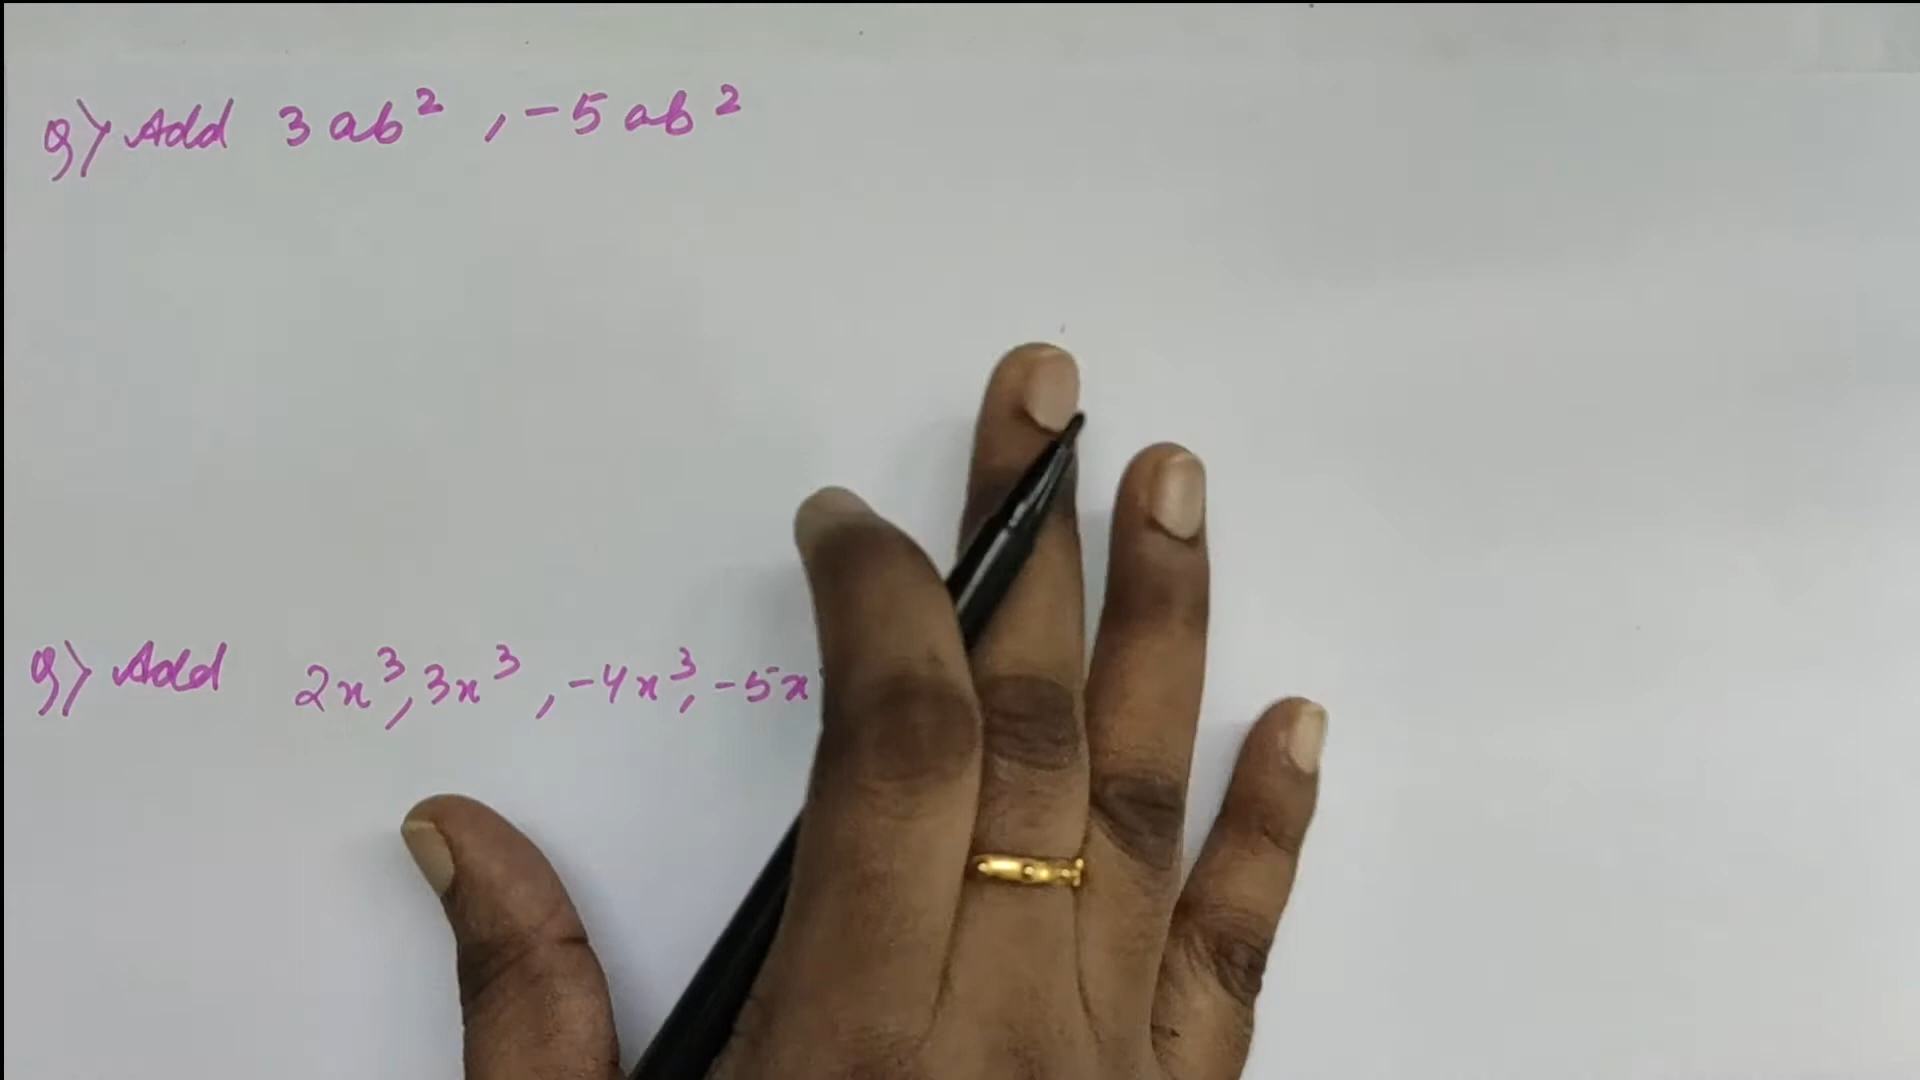 Q) Add 3ab², -5ab²
Q) Add 2x³, 3x³, -4x³, -5x